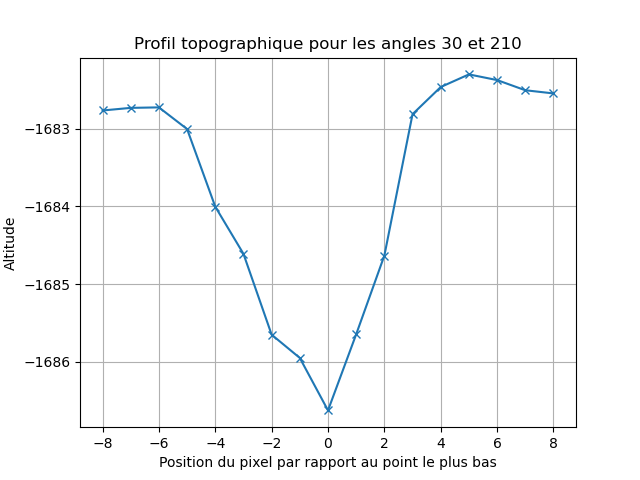 Profil topographique pour les angles 30 et 210
Altitude
−1683
−1684
−1685
−1686
−8 −6 −4 −2 0 2 4 6 8
Position du pixel par rapport au point le plus bas